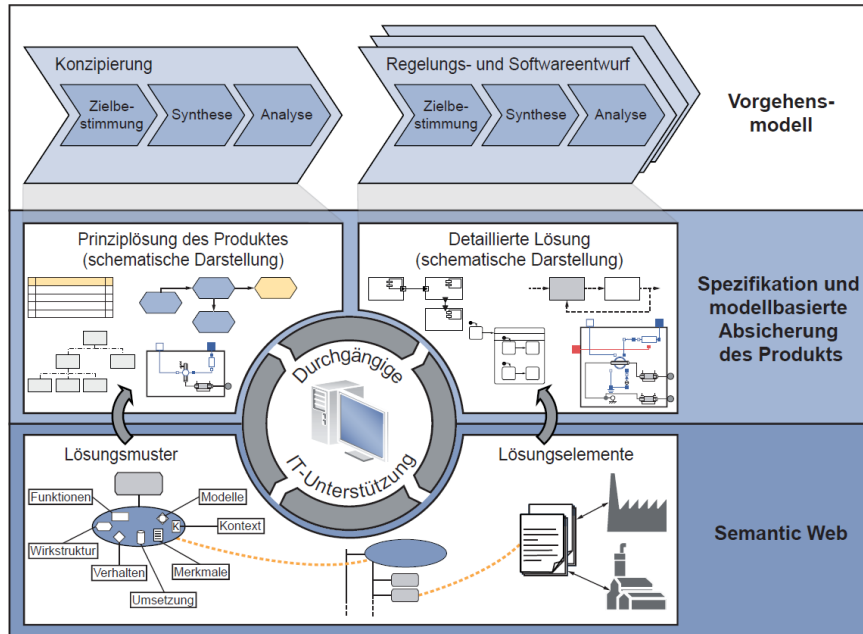 Konzipierung
Zielbe-
stimmung
Synthese
Analyse
Regelungs- und Softwareentwurf
Zielbe-
stimmung
Synthese
Analyse
Vorgehens-
modell
Prinziplösung des Produktes
(schematische Darstellung)
Detaillierte Lösung
(schematische Darstellung)
Spezifikation und
modellbasierte
Absicherung
des Produkts
Durchgängige
IT-Unterstützung
Lösungsmuster
Funktionen
Modelle
K
Kontext
Wirkstruktur
Verhalten
Merkmale
Umsetzung
Lösungselemente
Semantic Web